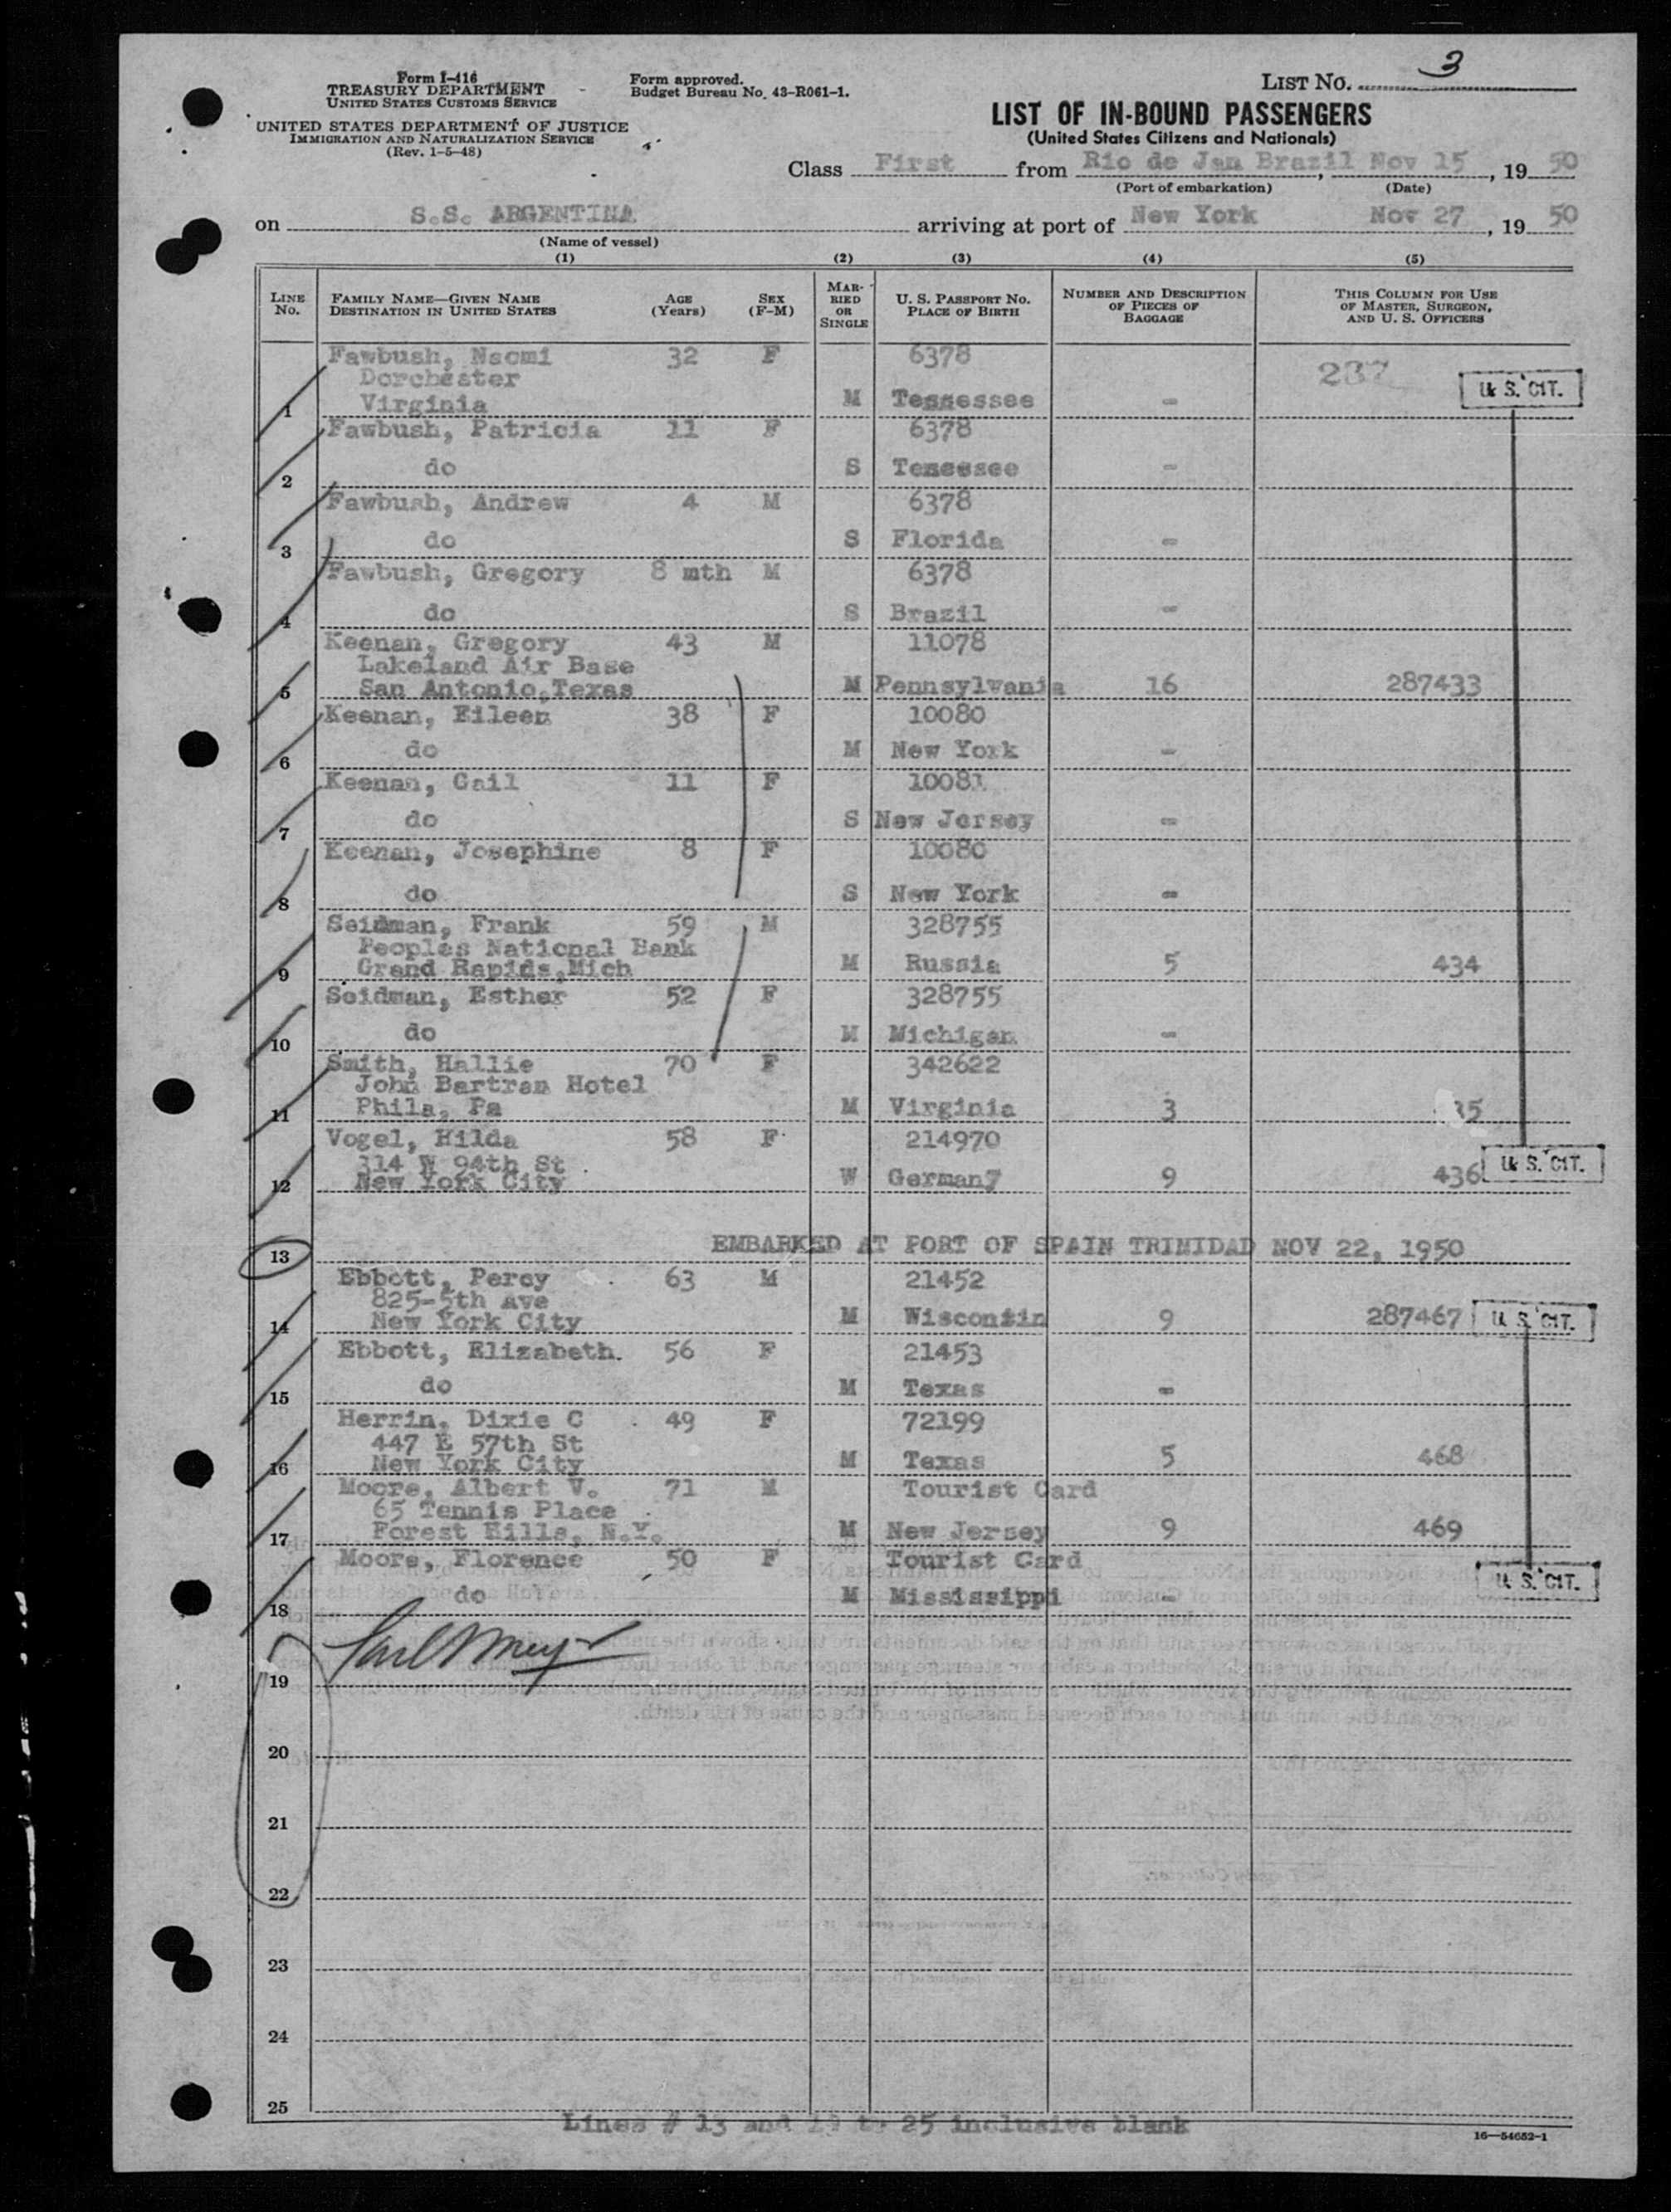 Form I-416
TREASURY DEPARTMENT
UNITED STATES CUSTOMS SERVICE
UNITED STATES DEPARTMENT OF JUSTICE
IMMIGRATION AND NATURALIZATION SERVICE
(Rev. 1-5-48)
Form approved.
Budget Bureau No. 43-R061-1.
LIST No. 3
LIST OF IN-BOUND PASSENGERS
(United States Citizens and Nationals)
Class First from Rio de Jan Brazil Nov 15, 19 50
(Port of embarkation) (Date)
on S.S. ARGENTINA arriving at port of New York Nov 27, 19 50
(Name of vessel)
(1) (2) (3) (4) (5)
LINE No. FAMILY NAME—GIVEN NAME DESTINATION IN UNITED STATES AGE (Years) SEX (F-M) MARRIED OR SINGLE U. S. PASSPORT No. PLACE OF BIRTH NUMBER AND DESCRIPTION OF PIECES OF BAGGAGE THIS COLUMN FOR USE OF MASTER, SURGEON, AND U. S. OFFICERS
Fawbush, Naomi 32 F 6378 287
Dorchester U. S. CIT.
1 Virginia M Tennessee -
Fawbush, Patricia 11 F 6378
2 do S Tenessee -
Fawbush, Andrew 4 M 6378
3 do S Florida -
Fawbush, Gregory 8 mth M 6378
4 do S Brazil -
Keenan, Gregory 43 M 11078
Lakeland Air Base
5 San Antonio, Texas M Pennsylvania 16 287433
Keenan, Eileen 38 F 10080
6 do M New York -
Keenan, Gail 11 F 10081
7 do S New Jersey -
Keenan, Josephine 8 F 10080
8 do S New York -
Seidman, Frank 59 M 328755
Peoples National Bank
9 Grand Rapids, Mich M Russia 5 434
Seidman, Esther 52 F 328755
10 do M Michigan -
Smith, Hallie 70 F 342622
John Bartram Hotel
11 Phila, Pa M Virginia 3 35
Vogel, Hilda 58 F 214970
314 W 94th St U. S. CIT.
12 New York City W Germany 9 436
13 EMBARKED AT PORT OF SPAIN TRINIDAD NOV 22, 1950
Ebbott, Percy 63 M 21452
825-5th Ave
14 New York City M Wisconsin 9 287467 U. S. CIT.
Ebbott, Elizabeth. 56 F 21453
15 do M Texas -
Herrin, Dixie C 49 F 72199
447 E 57th St
16 New York City M Texas 5 468
Moore, Albert V. 71 M Tourist Card
65 Tennis Place
17 Forest Hills, N.Y. M New Jersey 9 469
Moore, Florence 50 F Tourist Card
18 do M Mississippi - U. S. CIT.
19
20
21
22
23
24
25
Lines # 13 and 19 to 25 inclusive blank
16—54652-1